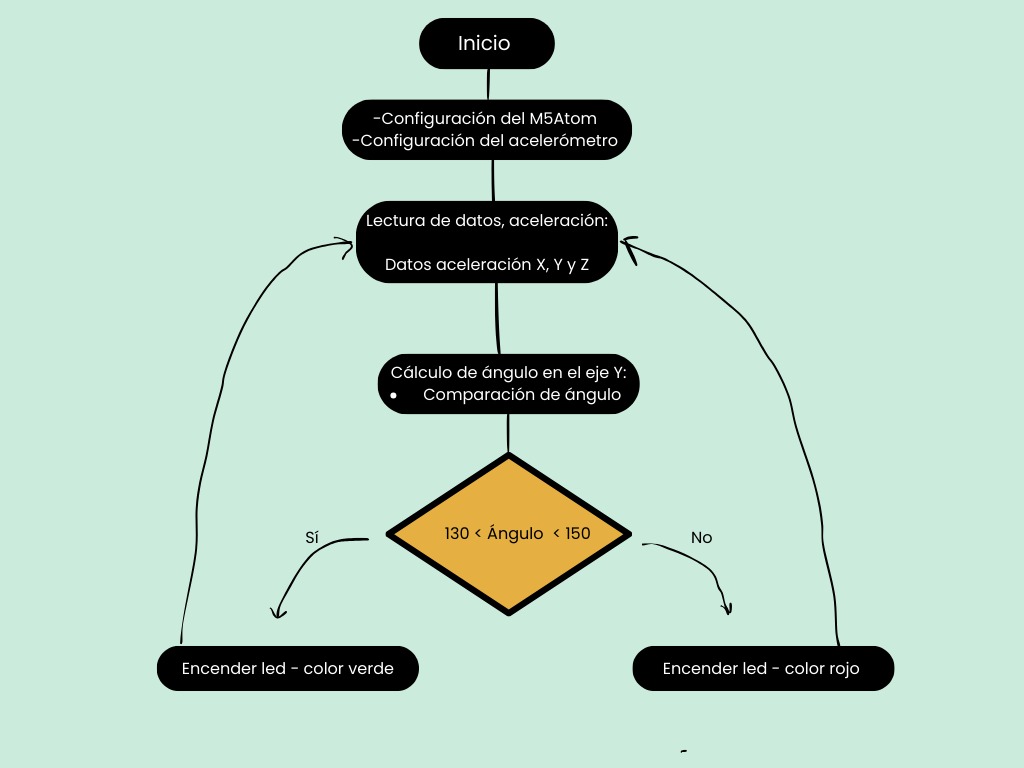 Inicio
-Configuración del M5Atom
-Configuración del acelerómetro
Lectura de datos, aceleración:
Datos aceleración X, Y y Z
Cálculo de ángulo en el eje Y:
• Comparación de ángulo
130 < Ángulo < 150
Sí
No
Encender led - color verde
Encender led - color rojo